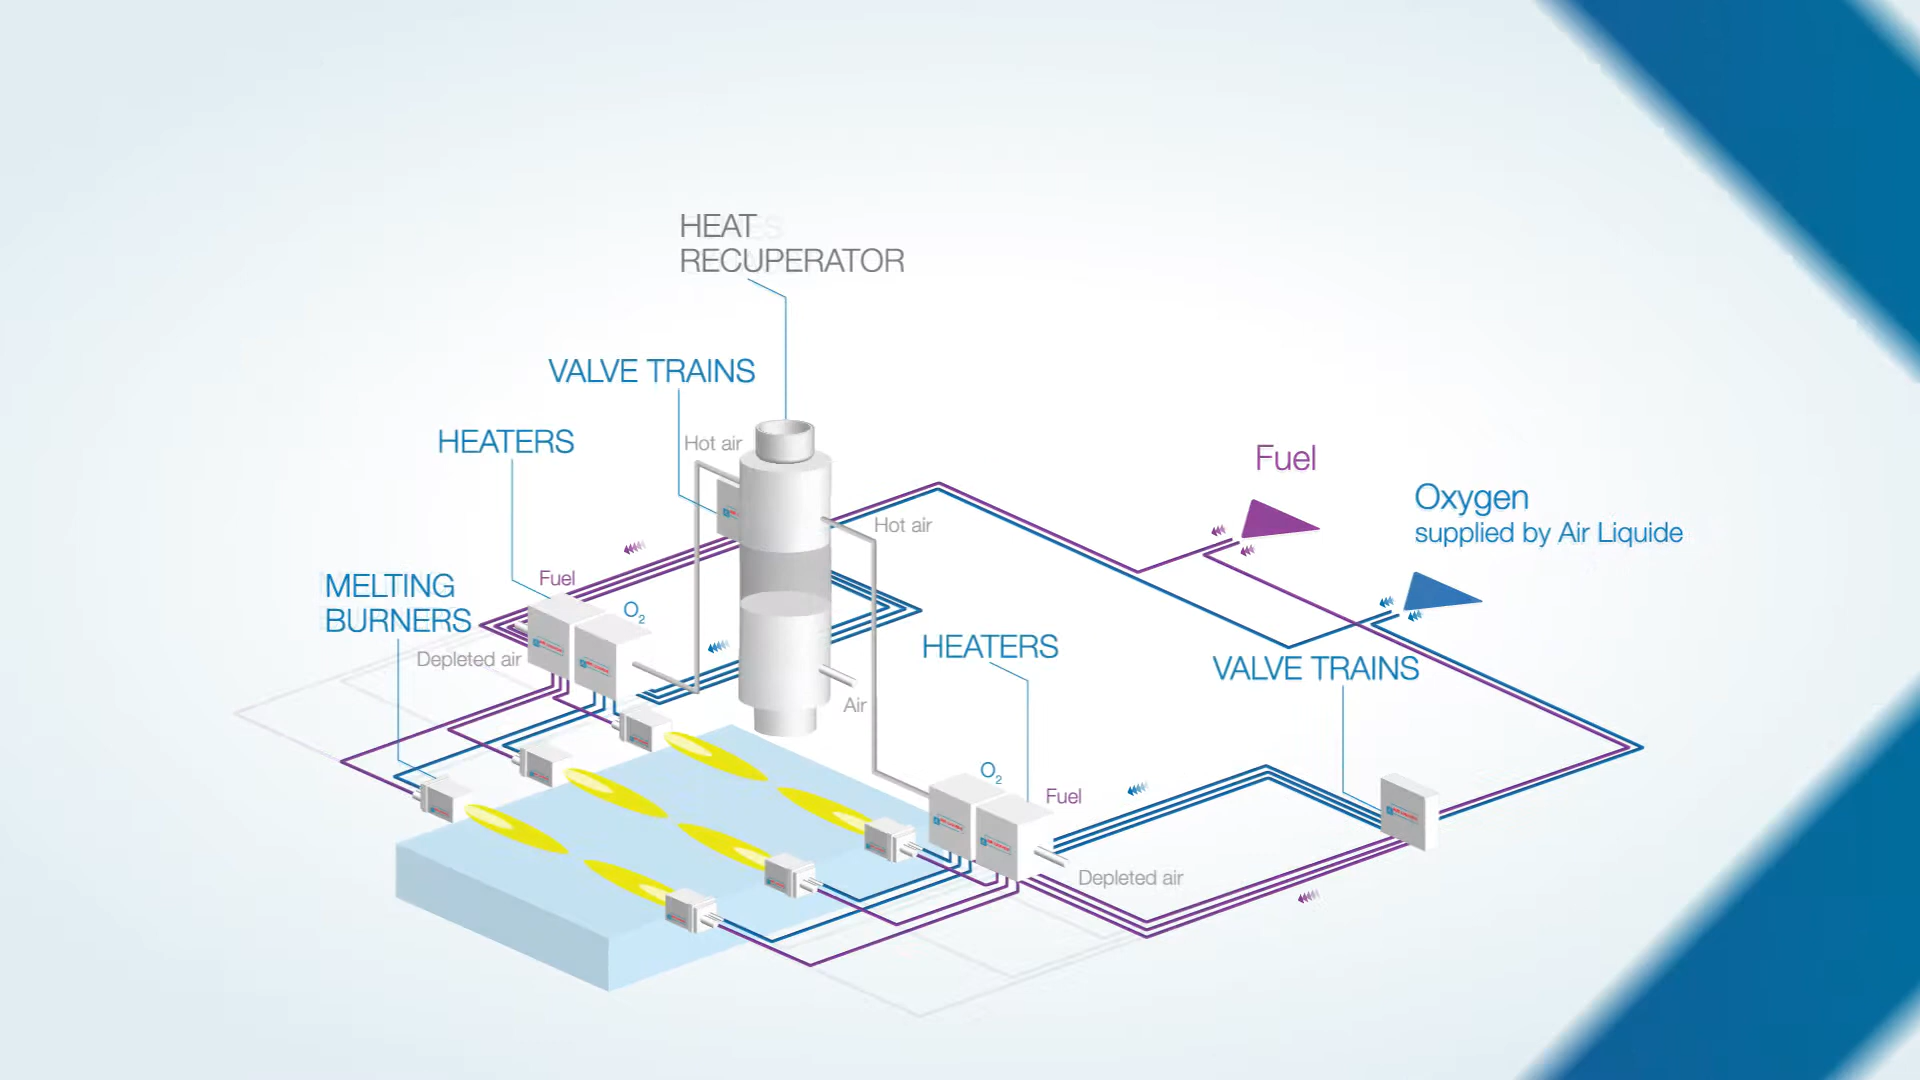 HEAT
RECUPERATOR
VALVE TRAINS
HEATERS
Hot air
Fuel
Oxygen
supplied by Air Liquide
Hot air
MELTING
BURNERS
Fuel
O2
Depleted air
HEATERS
VALVE TRAINS
Air
O2
Fuel
Depleted air